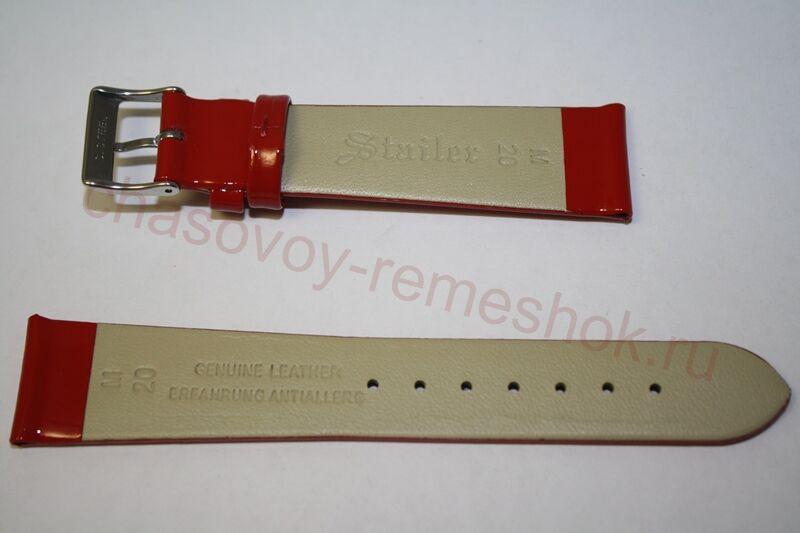 Stailer 20 M
chasovoy-remeshok.ru
M 20
GENUINE LEATHER
ERFAHRUNG ANTIALLERG